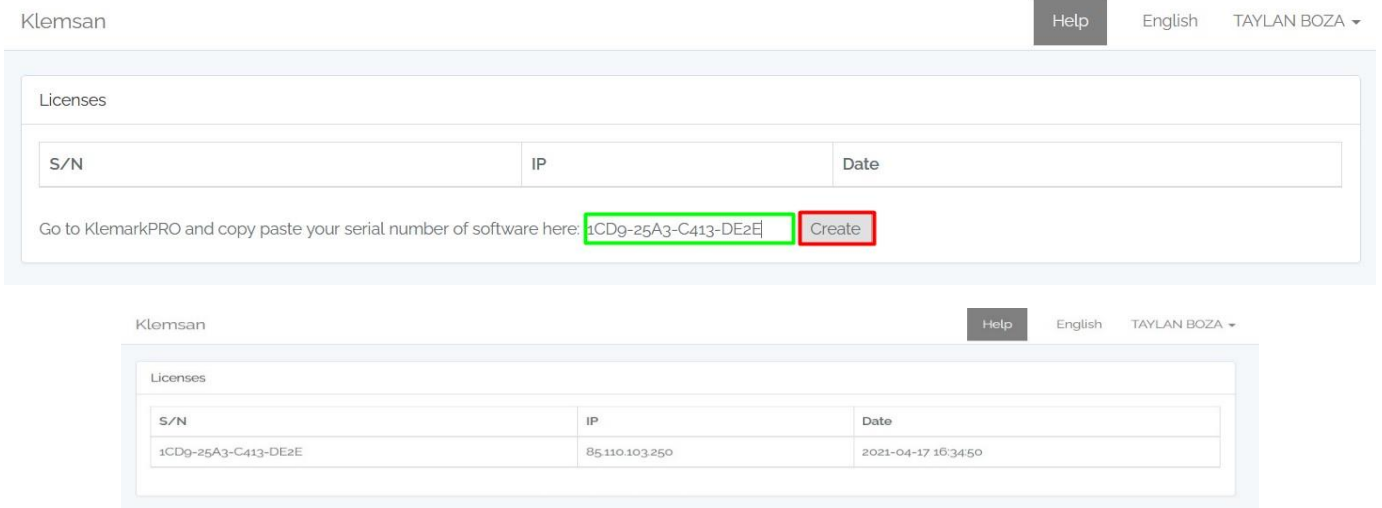 Klemsan Help English TAYLAN BOZA
Licenses
S/N IP Date
Go to KlemarkPRO and copy paste your serial number of software here: 1CD9-25A3-C413-DE2E Create
Klemsan Help English TAYLAN BOZA
Licenses
S/N IP Date
1CD9-25A3-C413-DE2E 85.110.103.250 2021-04-17 16:34:50